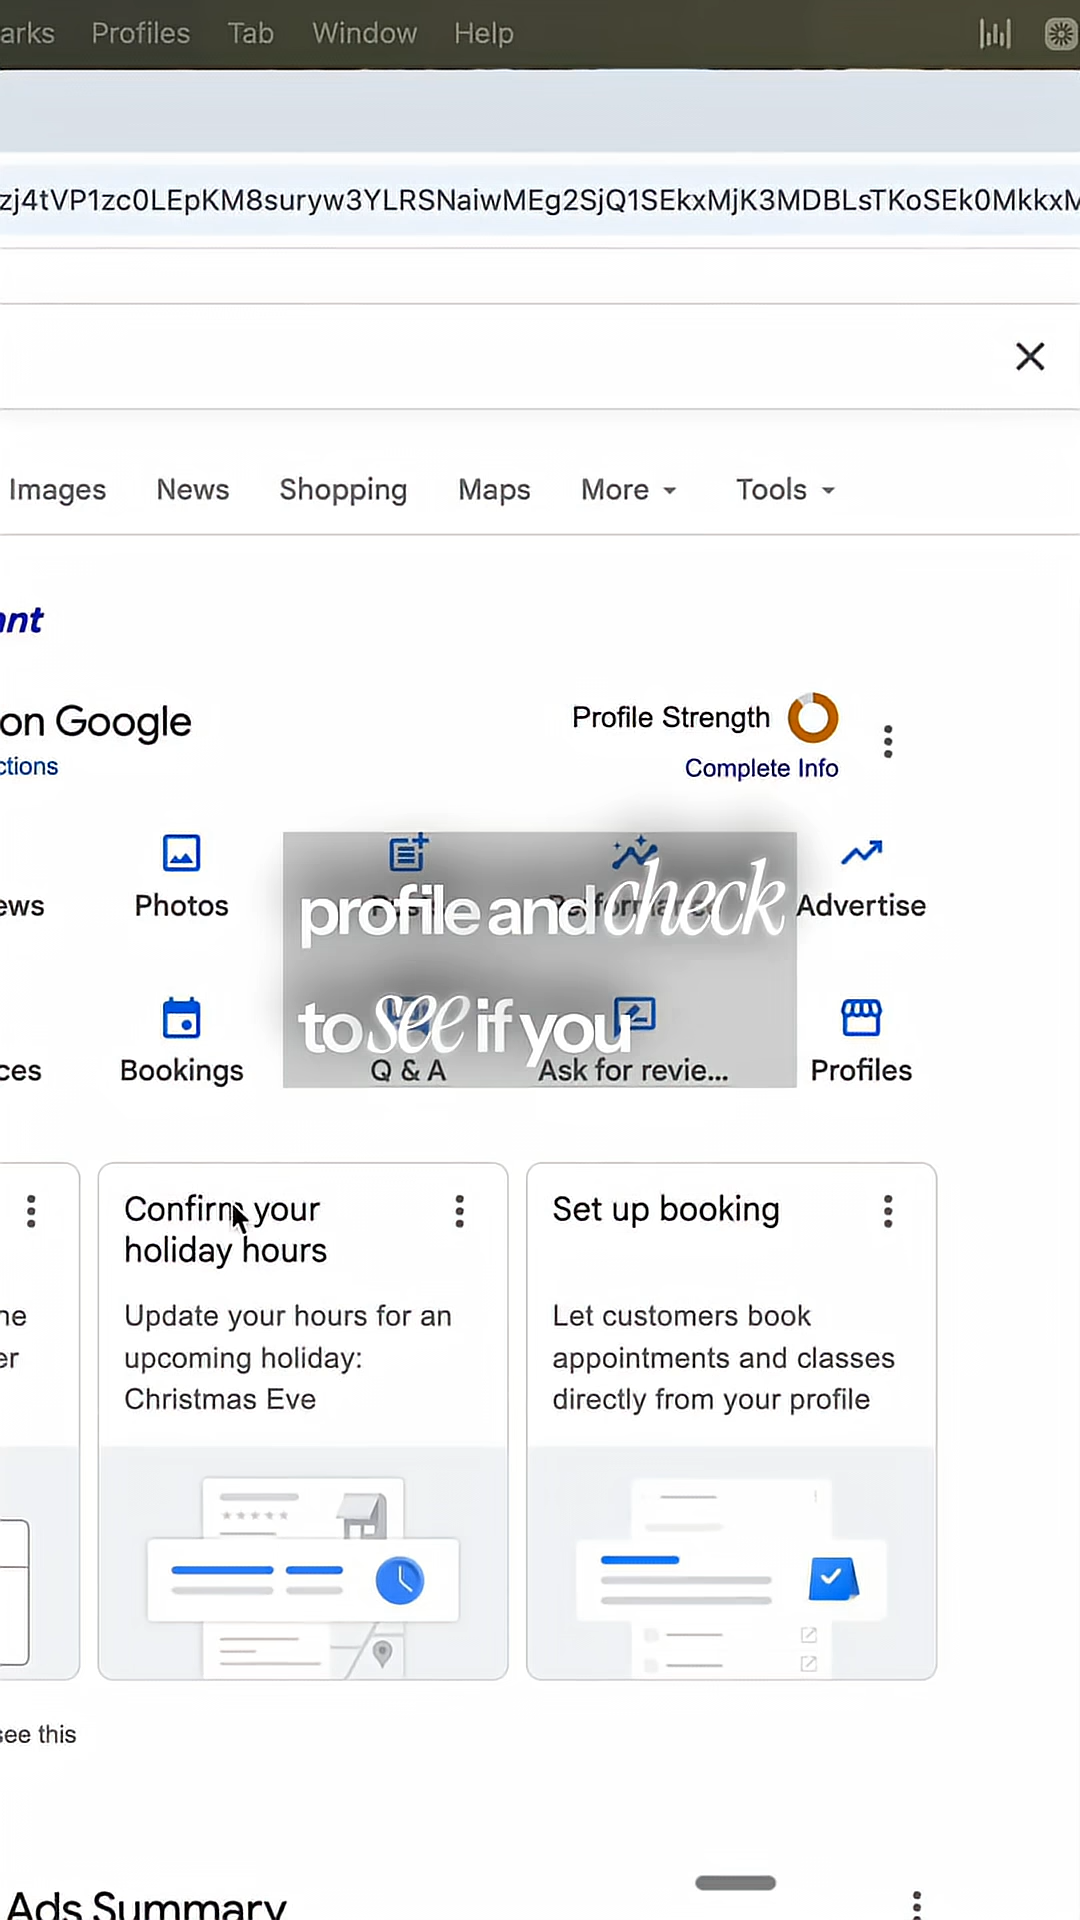 arks Profiles Tab Window Help
zj4tVP1zc0LEpKM8suryw3YLRSNaiwMEg2SjQ1SEkxMjK3MDBLsTKoSEk0MkkxM
Images News Shopping Maps More Tools
ant
on Google
Profile Strength
ctions
Complete Info
ews Photos Post Performance Advertise
profile and check
to see if you
ces Bookings Q & A Ask for revie... Profiles
Confirm your
holiday hours
Set up booking
ne
er
Update your hours for an
upcoming holiday:
Christmas Eve
Let customers book
appointments and classes
directly from your profile
see this
Ads Summary